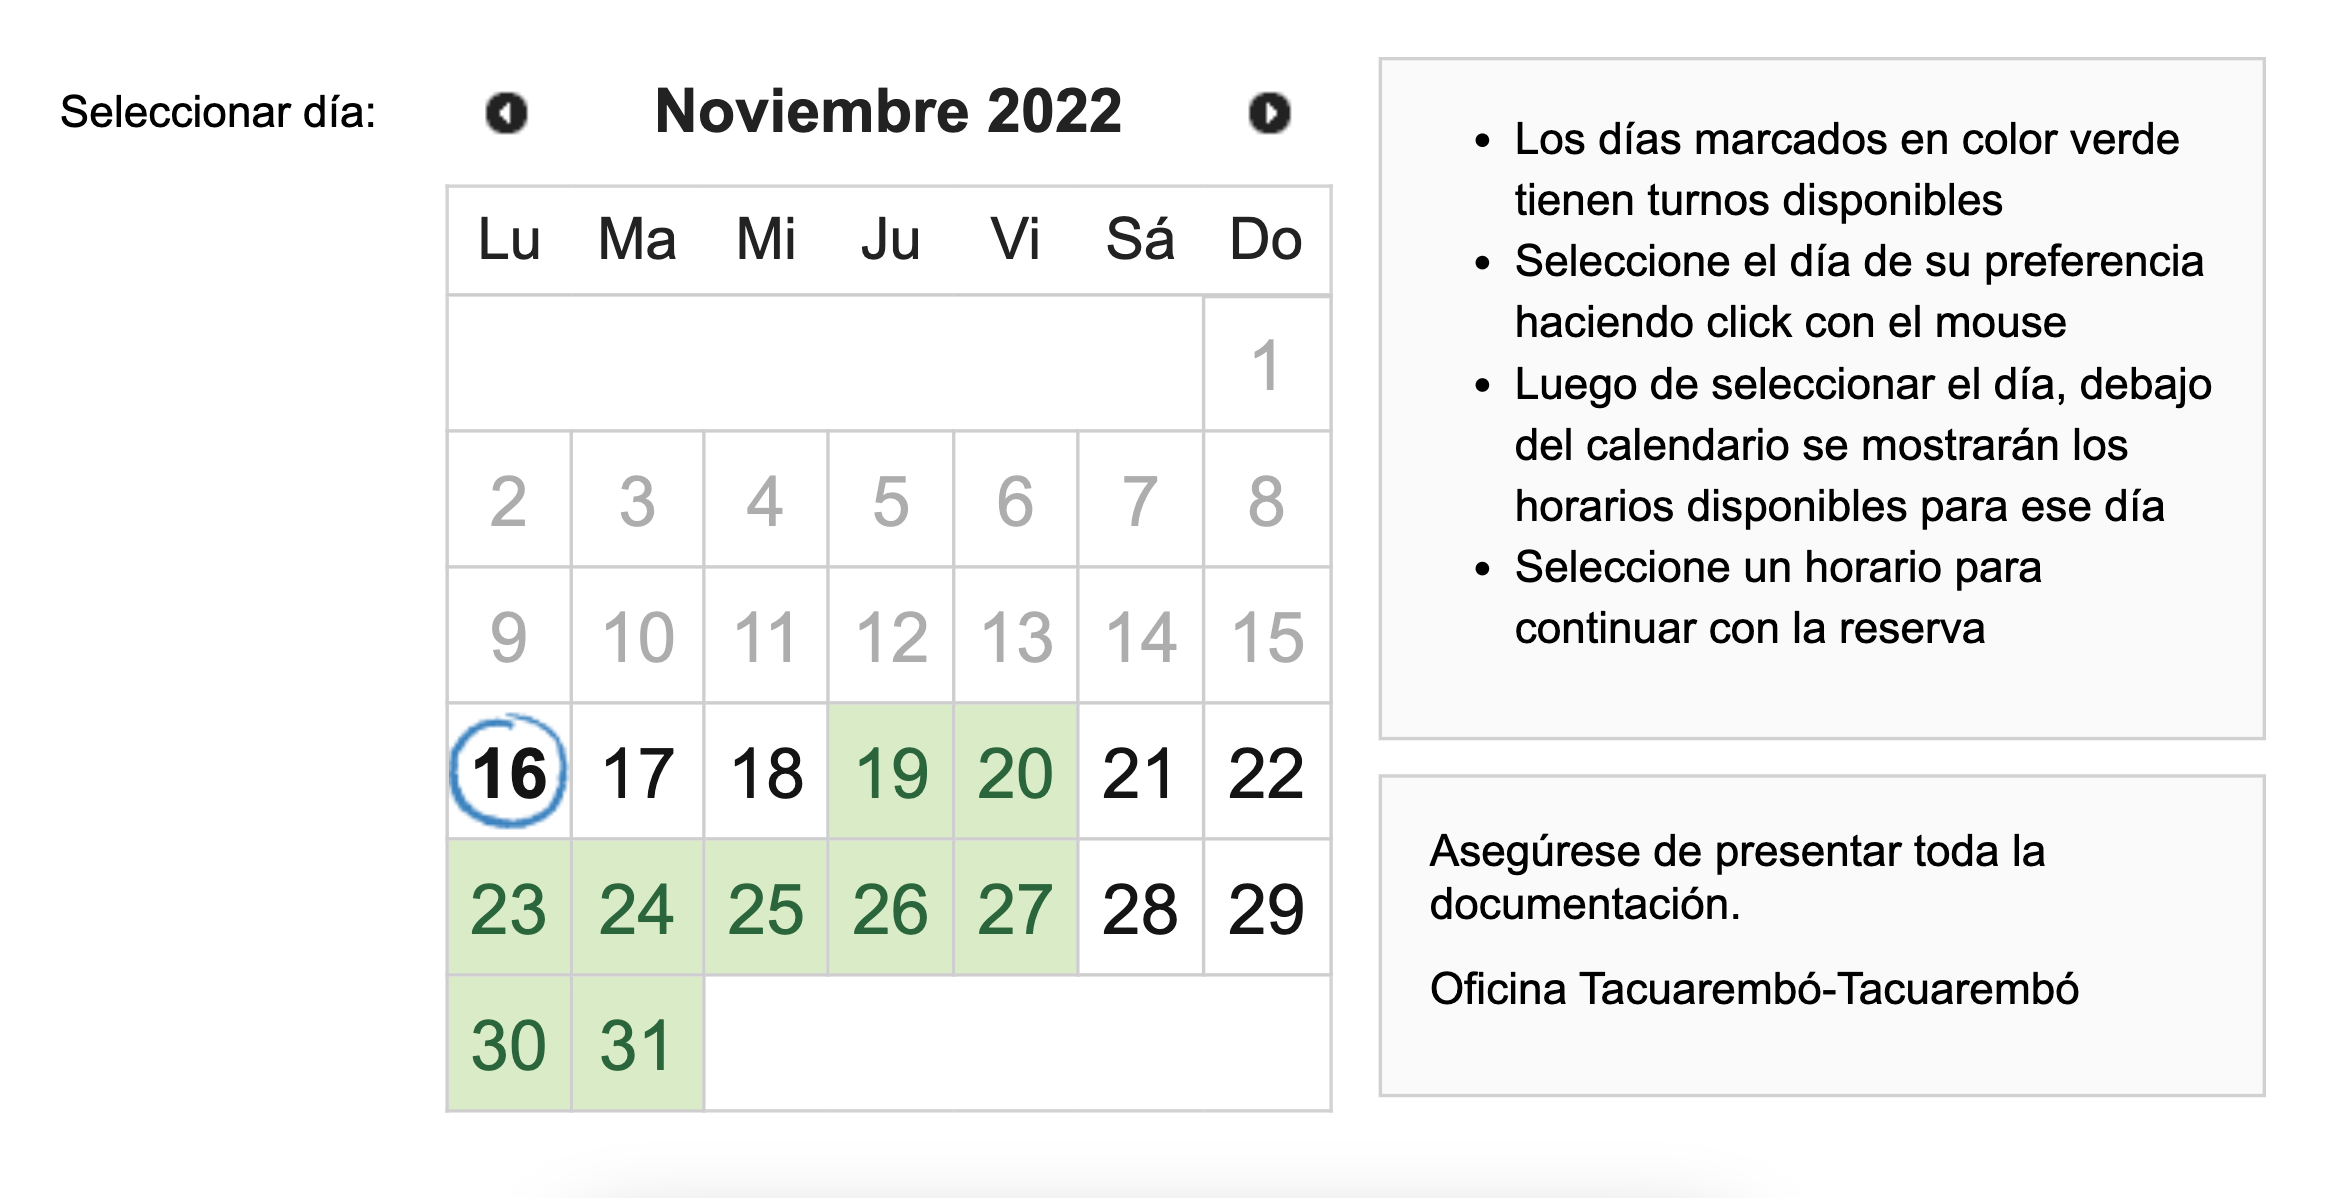 Seleccionar día:
Noviembre 2022
Lu Ma Mi Ju Vi Sá Do
1
2 3 4 5 6 7 8
9 10 11 12 13 14 15
16 17 18 19 20 21 22
23 24 25 26 27 28 29
30 31
• Los días marcados en color verde
tienen turnos disponibles
• Seleccione el día de su preferencia
haciendo click con el mouse
• Luego de seleccionar el día, debajo
del calendario se mostrarán los
horarios disponibles para ese día
• Seleccione un horario para
continuar con la reserva
Asegúrese de presentar toda la
documentación.
Oficina Tacuarembó-Tacuarembó